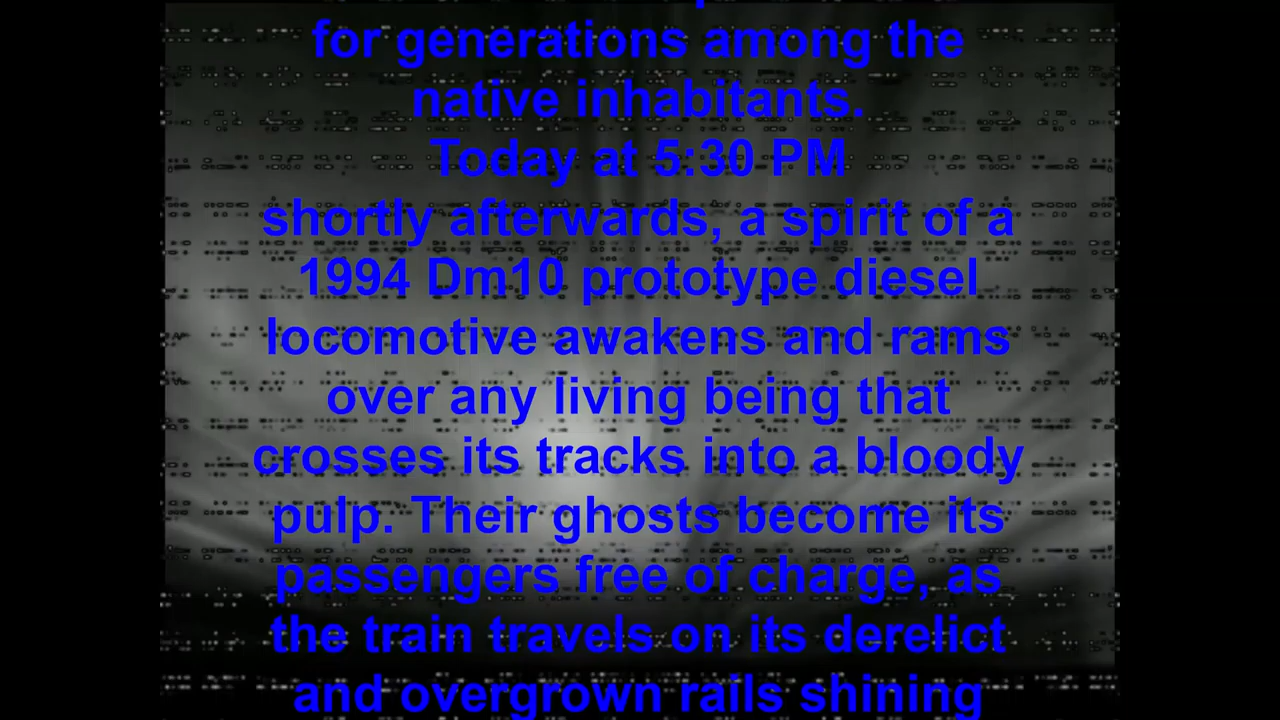 for generations among the
native inhabitants.
Today at 5:30 PM
shortly afterwards, a spirit of a
1994 Dm10 prototype diesel
locomotive awakens and rams
over any living being that
crosses its tracks into a bloody
pulp. Their ghosts become its
passengers free of charge, as
the train travels on its derelict
and overgrown rails shining